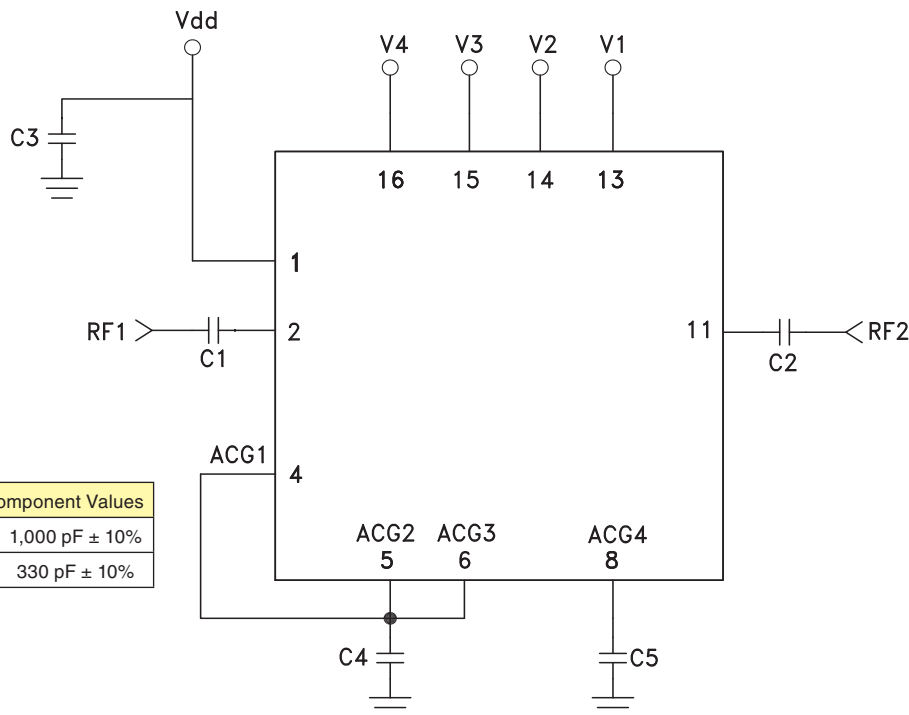 Vdd
V4 V3 V2 V1
C3
16 15 14 13
1
RF1
C1
2
11
C2
RF2
ACG1
4
Component Values
1,000 pF ± 10%
330 pF ± 10%
ACG2 ACG3 ACG4
5 6 8
C4
C5